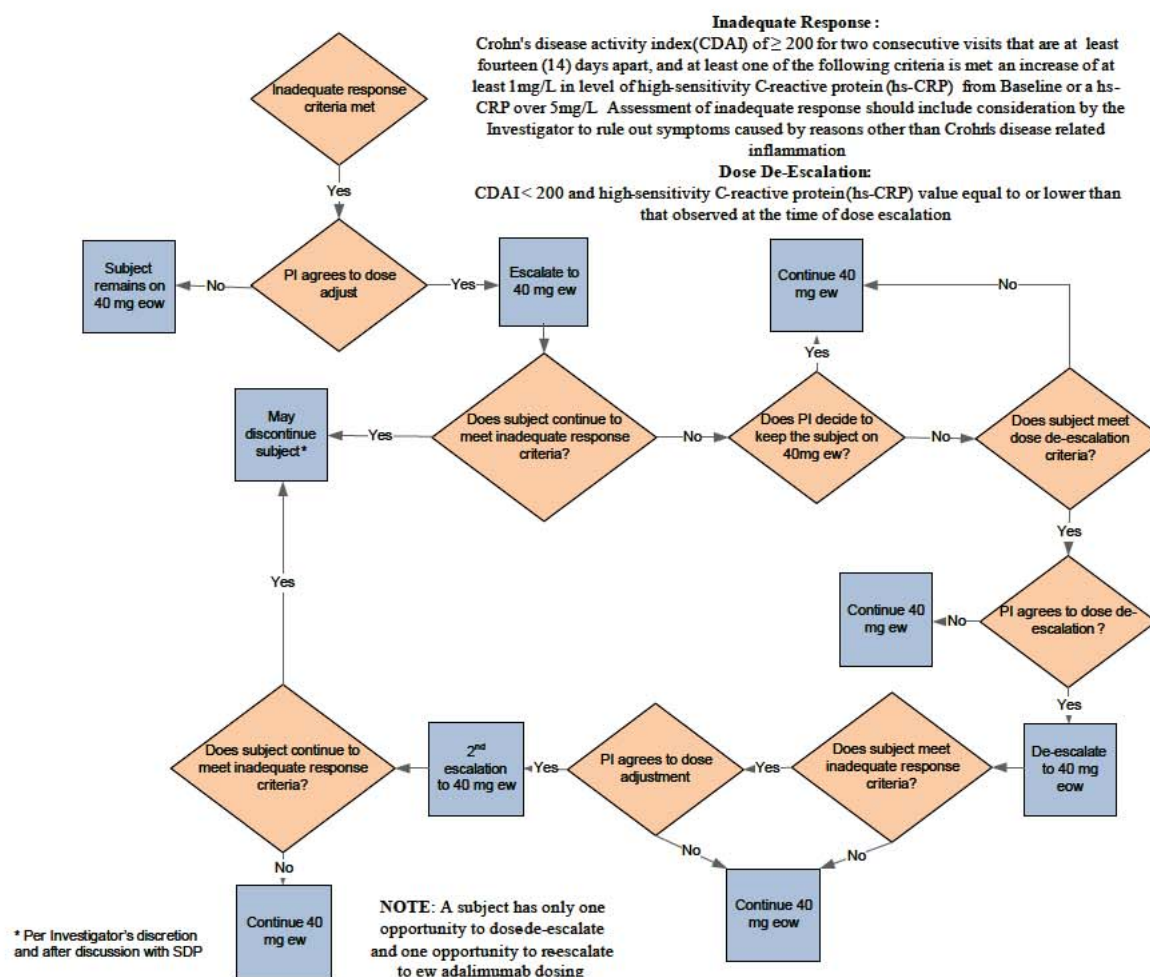 Inadequate Response :
Crohn's disease activity index(CDAI) of ≥ 200 for two consecutive visits that are at least
fourteen (14) days apart, and at least one of the following criteria is met an increase of at
least 1mg/L in level of high-sensitivity C-reactive protein (hs-CRP) from Baseline or a hs-
CRP over 5mg/L Assessment of inadequate response should include consideration by the
Investigator to rule out symptoms caused by reasons other than Crohn's disease related
inflammation
Dose De-Escalation:
CDAI < 200 and high-sensitivity C-reactive protein (hs-CRP) value equal to or lower than
that observed at the time of dose escalation
Inadequate response
criteria met
Yes
PI agrees to dose
adjust
No
Subject
remains on
40 mg eow
Yes
Escalate to
40 mg ew
Does subject continue to
meet inadequate response
criteria?
Yes
May
discontinue
subject*
No
Does PI decide to
keep the subject on
40mg ew?
Yes
Continue 40
mg ew
No
Does subject meet
dose de-escalation
criteria?
No
Yes
PI agrees to dose de-
escalation ?
No
Continue 40
mg ew
Yes
De-escalate
to 40 mg
eow
Does subject meet
inadequate response
criteria?
Yes
No
PI agrees to dose
adjustment
No
Continue 40
mg eow
Yes
2nd
escalation
to 40 mg ew
Does subject continue to
meet inadequate response
criteria?
Yes
No
Continue 40
mg ew
* Per Investigator's discretion
and after discussion with SDP
NOTE: A subject has only one
opportunity to dose de-escalate
and one opportunity to re-escalate
to ew adalimumab dosing